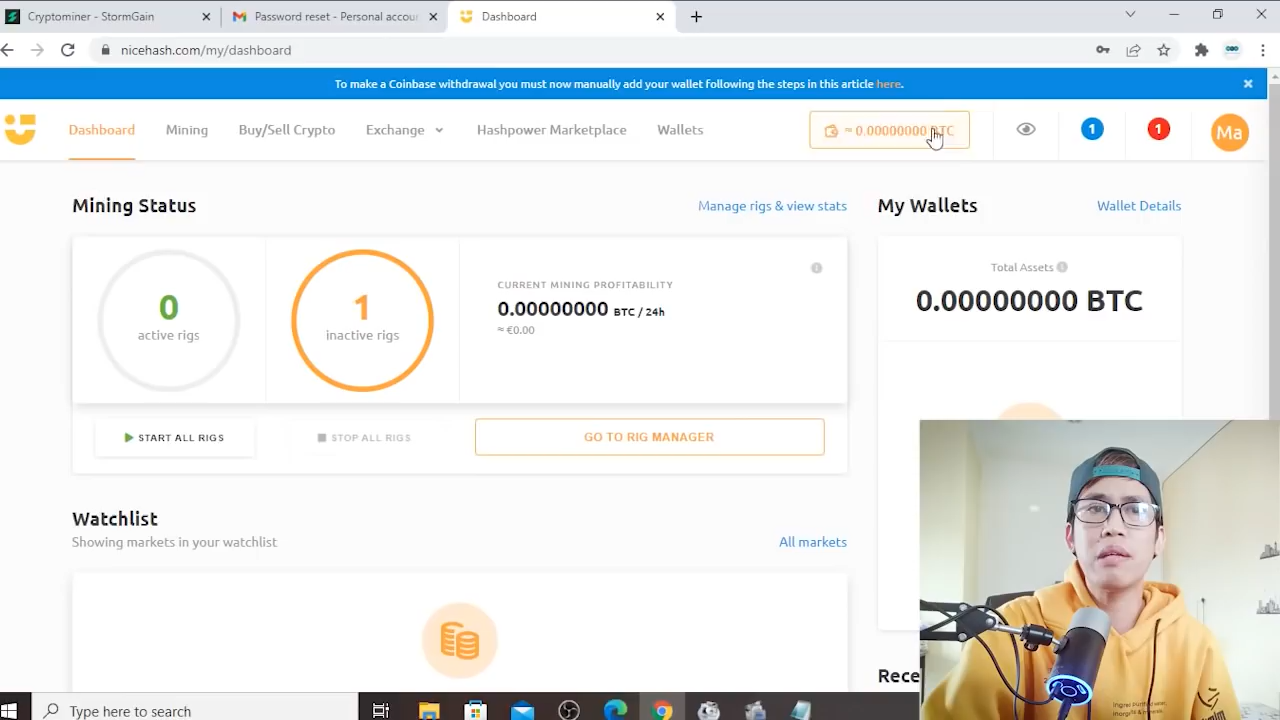 Cryptominer - StormGain
Password reset - Personal accou
Dashboard
nicehash.com/my/dashboard
To make a Coinbase withdrawal you must now manually add your wallet following the steps in this article here.
Dashboard
Mining
Buy/Sell Crypto
Exchange
Hashpower Marketplace
Wallets
≈ 0.00000000 BTC
1
1
Ma
Mining Status
Manage rigs & view stats
0
active rigs
1
inactive rigs
CURRENT MINING PROFITABILITY
0.00000000 BTC / 24h
≈ €0.00
START ALL RIGS
STOP ALL RIGS
GO TO RIG MANAGER
My Wallets
Wallet Details
Total Assets
0.00000000 BTC
Watchlist
Showing markets in your watchlist
All markets
Rece
Type here to search